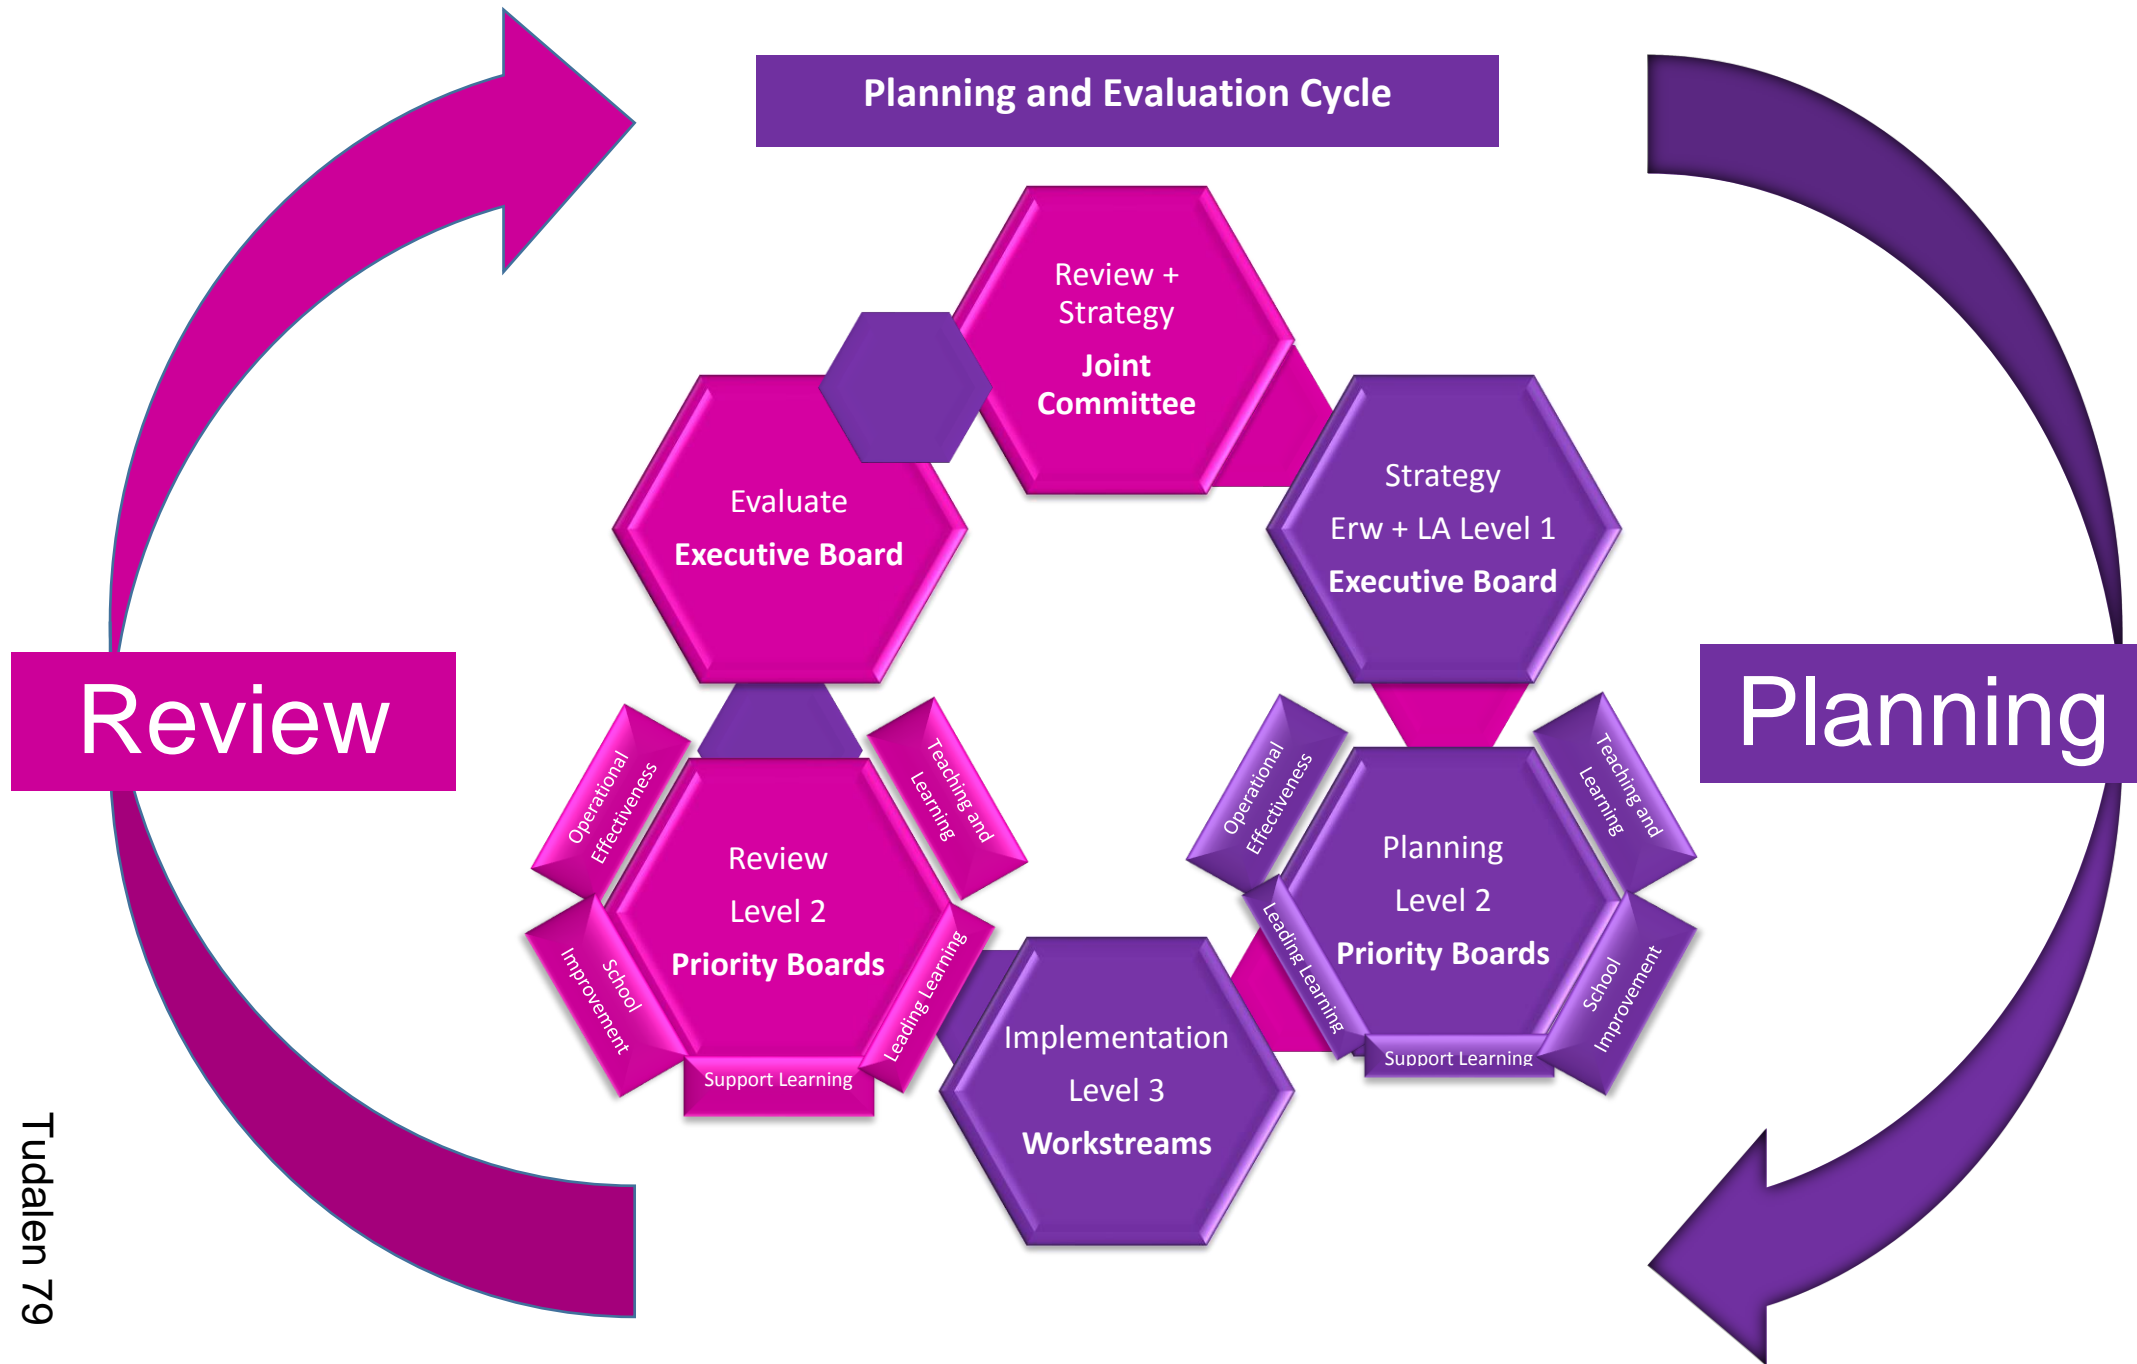 Planning and Evaluation Cycle
Review +
Strategy
Joint
Committee
Strategy
Erw + LA Level 1
Executive Board
Evaluate
Executive Board
Review
Planning
Operational
Effectiveness
Teaching and
Learning
Review
Level 2
Priority Boards
School
Improvement
Leading Learning
Support Learning
Operational
Effectiveness
Teaching and
Learning
Planning
Level 2
Priority Boards
Leading Learning
School
Improvement
Support Learning
Implementation
Level 3
Workstreams
Tudalen 79